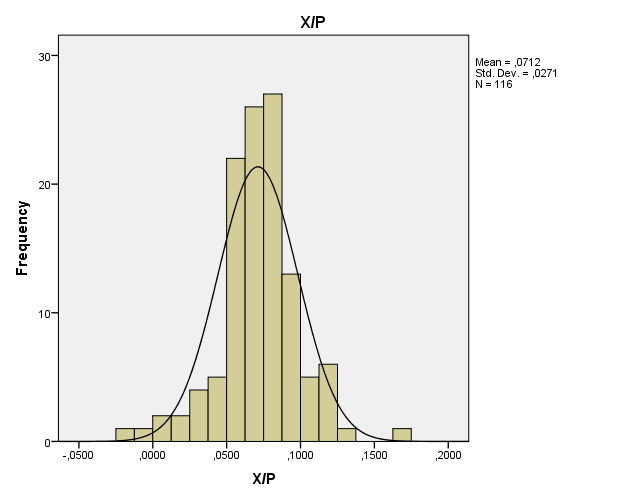 X/P
Mean = ,0712
Std. Dev. = ,0271
N = 116
Frequency
30
20
10
0
-,0500 ,0000 ,0500 ,1000 ,1500 ,2000
X/P